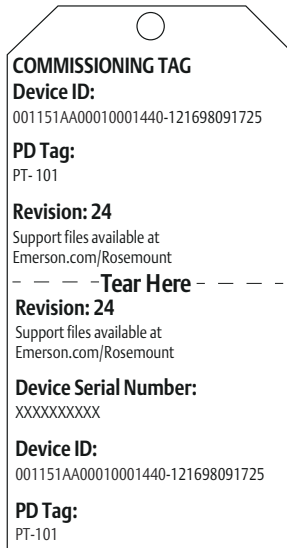 COMMISSIONING TAG
Device ID:
001151AA00010001440-121698091725
PD Tag:
PT- 101
Revision: 24
Support files available at
Emerson.com/Rosemount
Tear Here
Revision: 24
Support files available at
Emerson.com/Rosemount
Device Serial Number:
XXXXXXXXXX
Device ID:
001151AA00010001440-121698091725
PD Tag:
PT-101